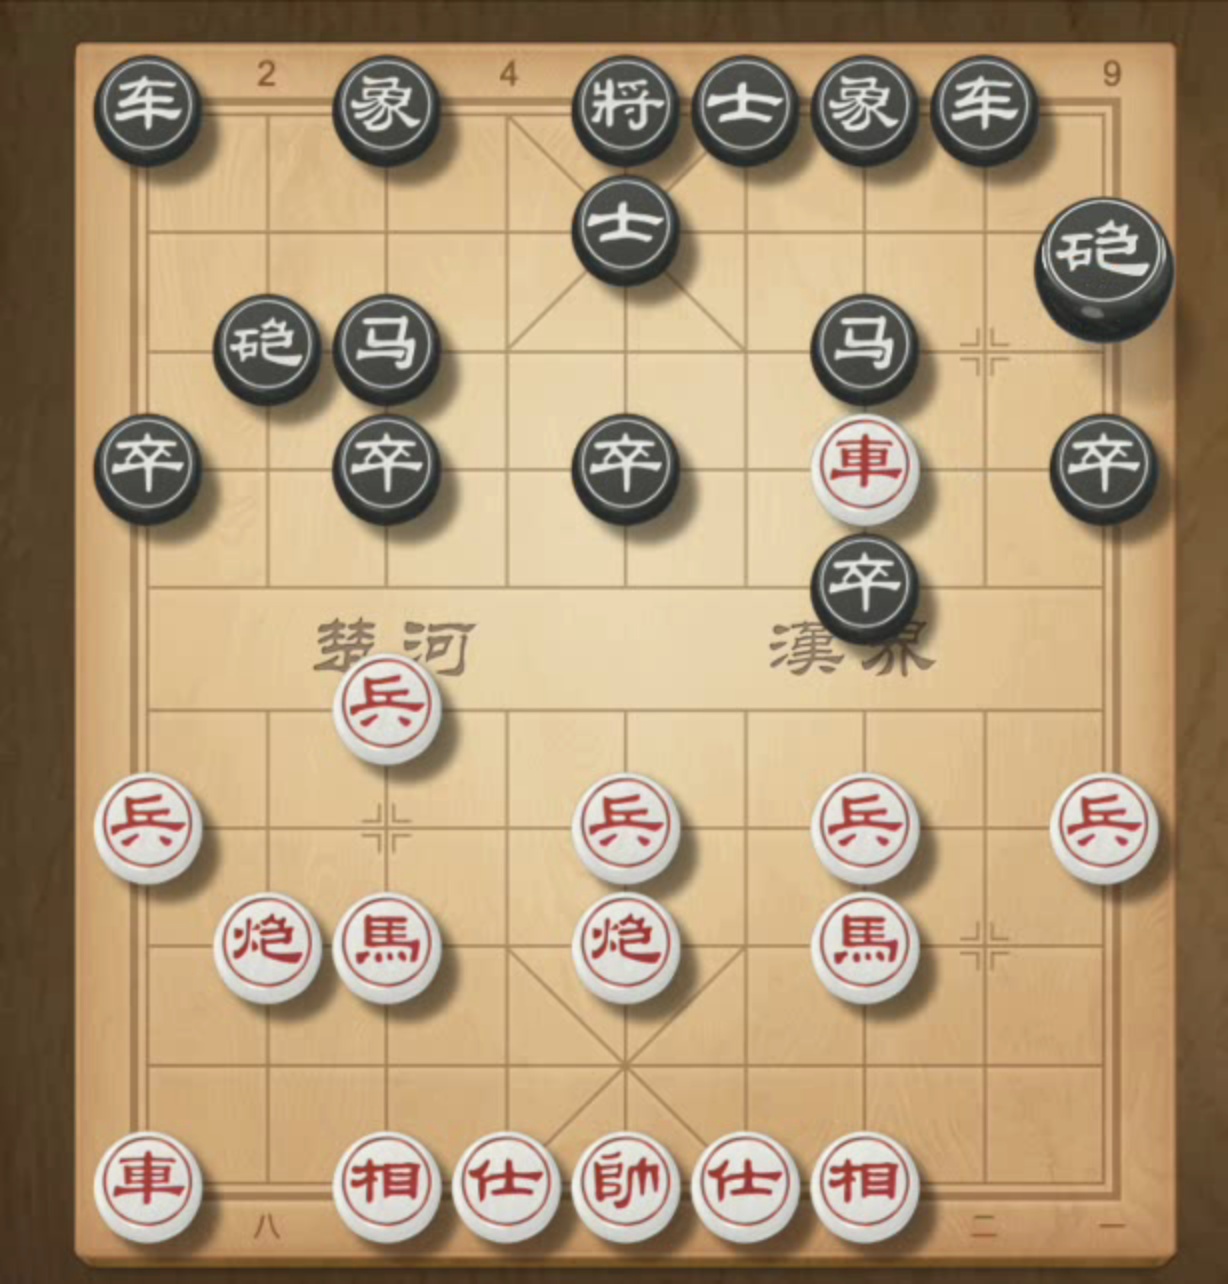 2 4 9
车 象 將 士 象 车
士 砲
砲 马 马
卒 卒 卒 車 卒
卒
楚河 漢界
兵
兵 兵 兵 兵
炮 馬 炮 馬
車 相 仕 帥 仕 相
八 二 一